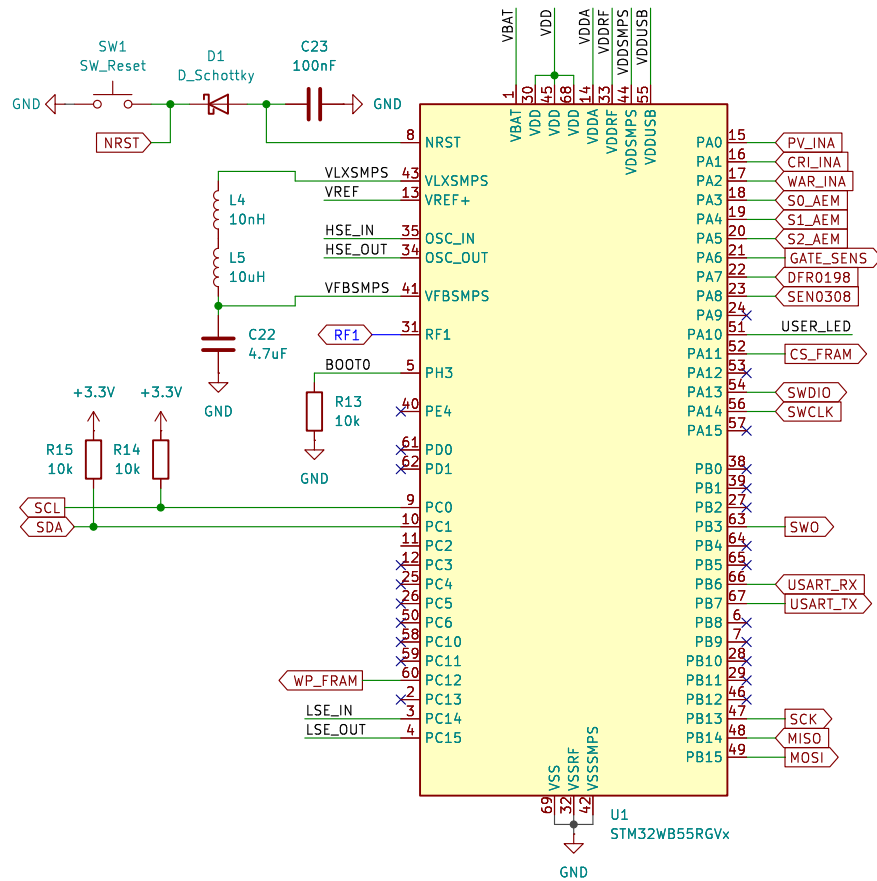 VBAT
VDD
VDDA
VDDRF
VDDSMPS
VDDUSB
SW1
SW_Reset
D1
D_Schottky
C23
100nF
GND
GND
NRST
1
30
45
68
14
33
44
55
VBAT
VDD
VDD
VDD
VDDA
VDDRF
VDDSMPS
VDDUSB
8 NRST
VLXSMPS 43 VLXSMPS
VREF 13 VREF+
HSE_IN 35 OSC_IN
HSE_OUT 34 OSC_OUT
VFBSMPS 41 VFBSMPS
RF1 31 RF1
BOOT0 5 PH3
40 PE4
61 PD0
62 PD1
SCL 9 PC0
SDA 10 PC1
11 PC2
12 PC3
25 PC4
26 PC5
50 PC6
58 PC10
59 PC11
WP_FRAM 60 PC12
2 PC13
LSE_IN 3 PC14
LSE_OUT 4 PC15
L4
10nH
L5
10uH
C22
4.7uF
GND
R13
10k
GND
+3.3V
+3.3V
R15
10k
R14
10k
PA0 15 PV_INA
PA1 16 CRI_INA
PA2 17 WAR_INA
PA3 18 S0_AEM
PA4 19 S1_AEM
PA5 20 S2_AEM
PA6 21 GATE_SENS
PA7 22 DFR0198
PA8 23 SEN0308
PA9 24
PA10 51 USER_LED
PA11 52 CS_FRAM
PA12 53
PA13 54 SWDIO
PA14 56 SWCLK
PA15 57
PB0 38
PB1 39
PB2 27
PB3 63 SWO
PB4 64
PB5 65
PB6 66 USART_RX
PB7 67 USART_TX
PB8 6
PB9 7
PB10 28
PB11 29
PB12 46
PB13 47 SCK
PB14 48 MISO
PB15 49 MOSI
VSS
VSSRF
VSSSMPS
69
32
42
U1
STM32WB55RGVx
GND